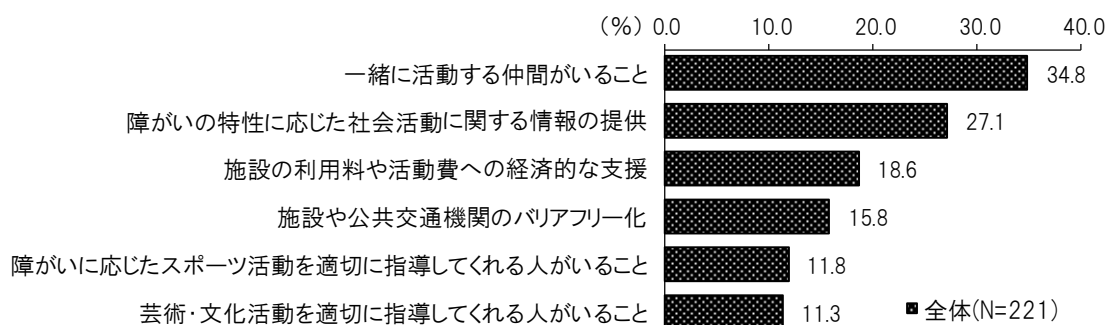 (%) 0.0 10.0 20.0 30.0 40.0
一緒に活動する仲間がいること 34.8
障がいの特性に応じた社会活動に関する情報の提供 27.1
施設の利用料や活動費への経済的な支援 18.6
施設や公共交通機関のバリアフリー化 15.8
障がいに応じたスポーツ活動を適切に指導してくれる人がいること 11.8
芸術・文化活動を適切に指導してくれる人がいること 11.3 全体(N=221)